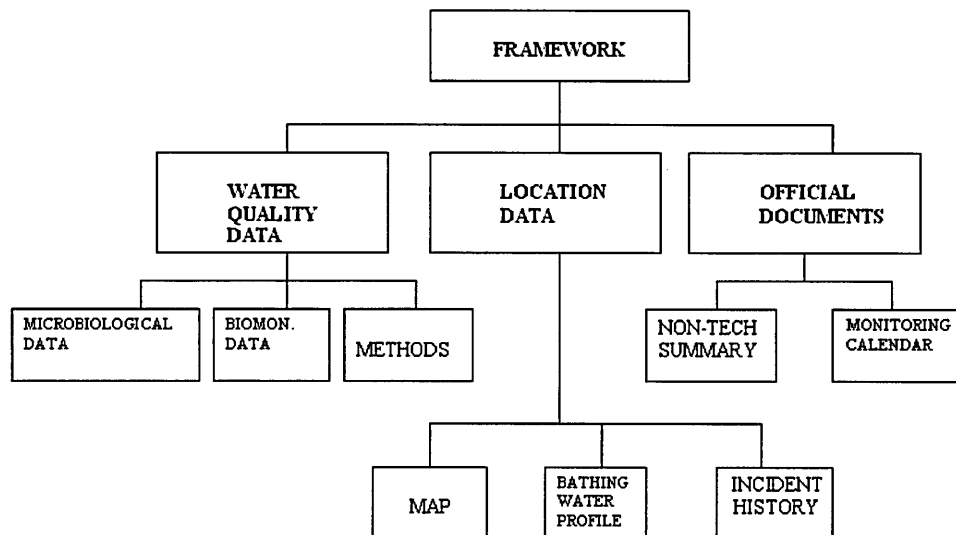 FRAMEWORK
WATER
QUALITY
DATA
LOCATION
DATA
OFFICIAL
DOCUMENTS
MICROBIOLOGICAL
DATA
BIOMON.
DATA
METHODS
NON-TECH
SUMMARY
MONITORING
CALENDAR
MAP
BATHING
WATER
PROFILE
INCIDENT
HISTORY